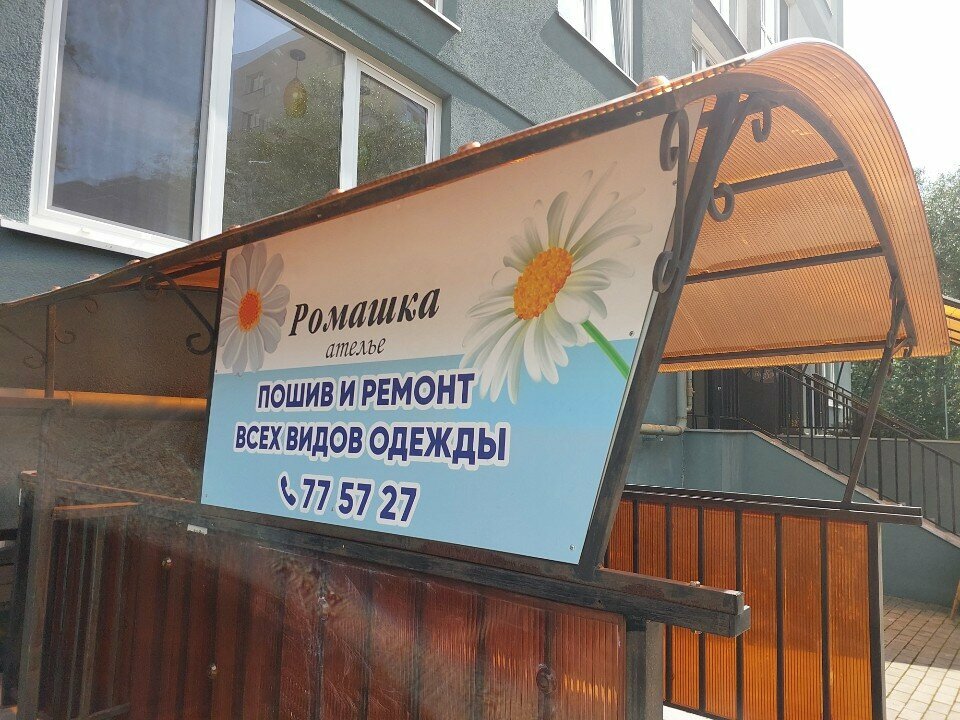 Ромашка
ателье
ПОШИВ И РЕМОНТ
ВСЕХ ВИДОВ ОДЕЖДЫ
77 57 27